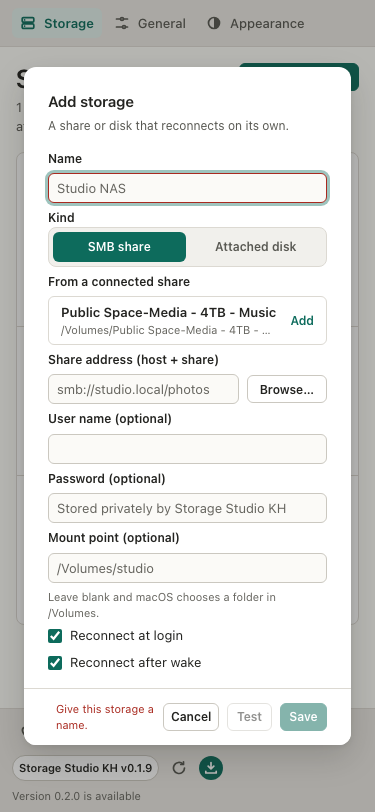 Storage
General
Appearance
Add storage
A share or disk that reconnects on its own.
Name
Studio NAS
Kind
SMB share
Attached disk
From a connected share
Public Space-Media - 4TB - Music
/Volumes/Public Space-Media - 4TB - ...
Add
Share address (host + share)
smb://studio.local/photos
Browse...
User name (optional)
Password (optional)
Stored privately by Storage Studio KH
Mount point (optional)
/Volumes/studio
Leave blank and macOS chooses a folder in
/Volumes.
Reconnect at login
Reconnect after wake
Give this storage a
name.
Cancel
Test
Save
Storage Studio KH v0.1.9
Version 0.2.0 is available